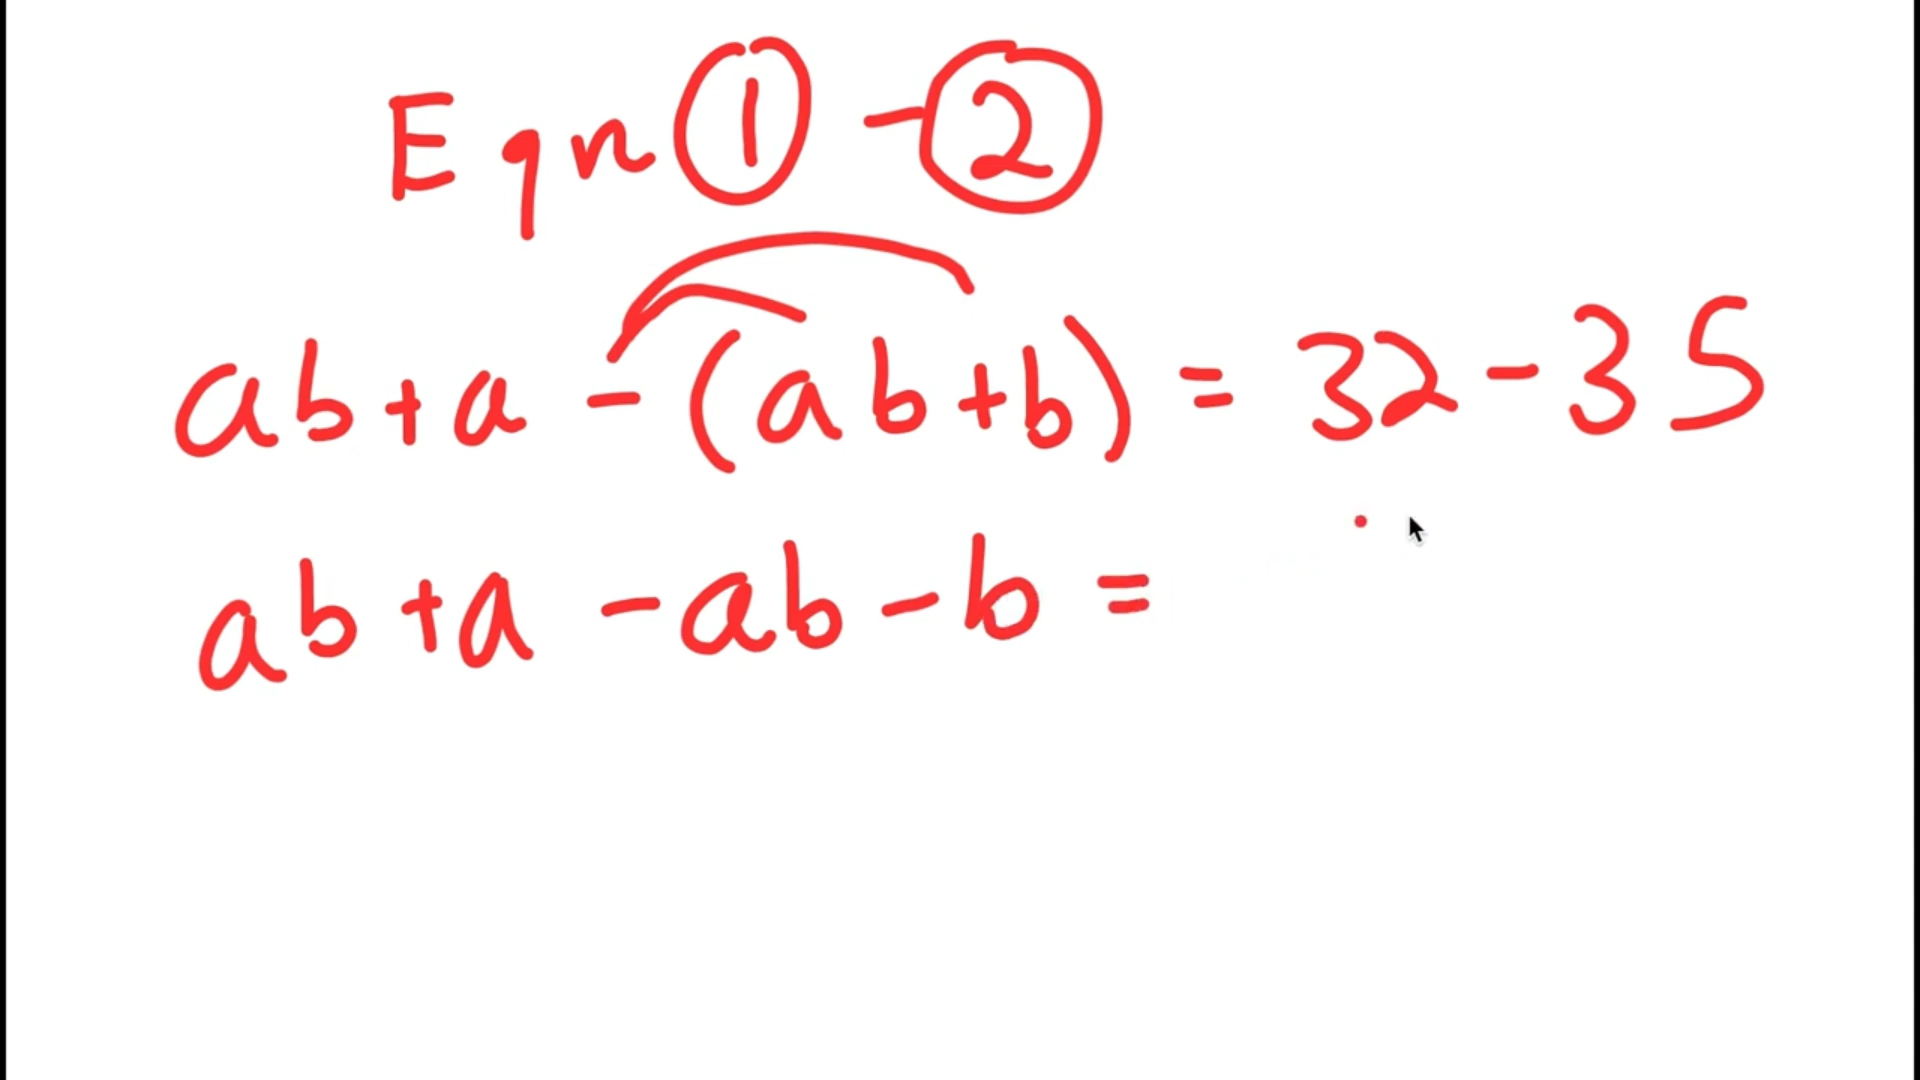 Eqn ① - ②
ab+a - (ab+b) = 32 - 35
ab+a - ab - b =